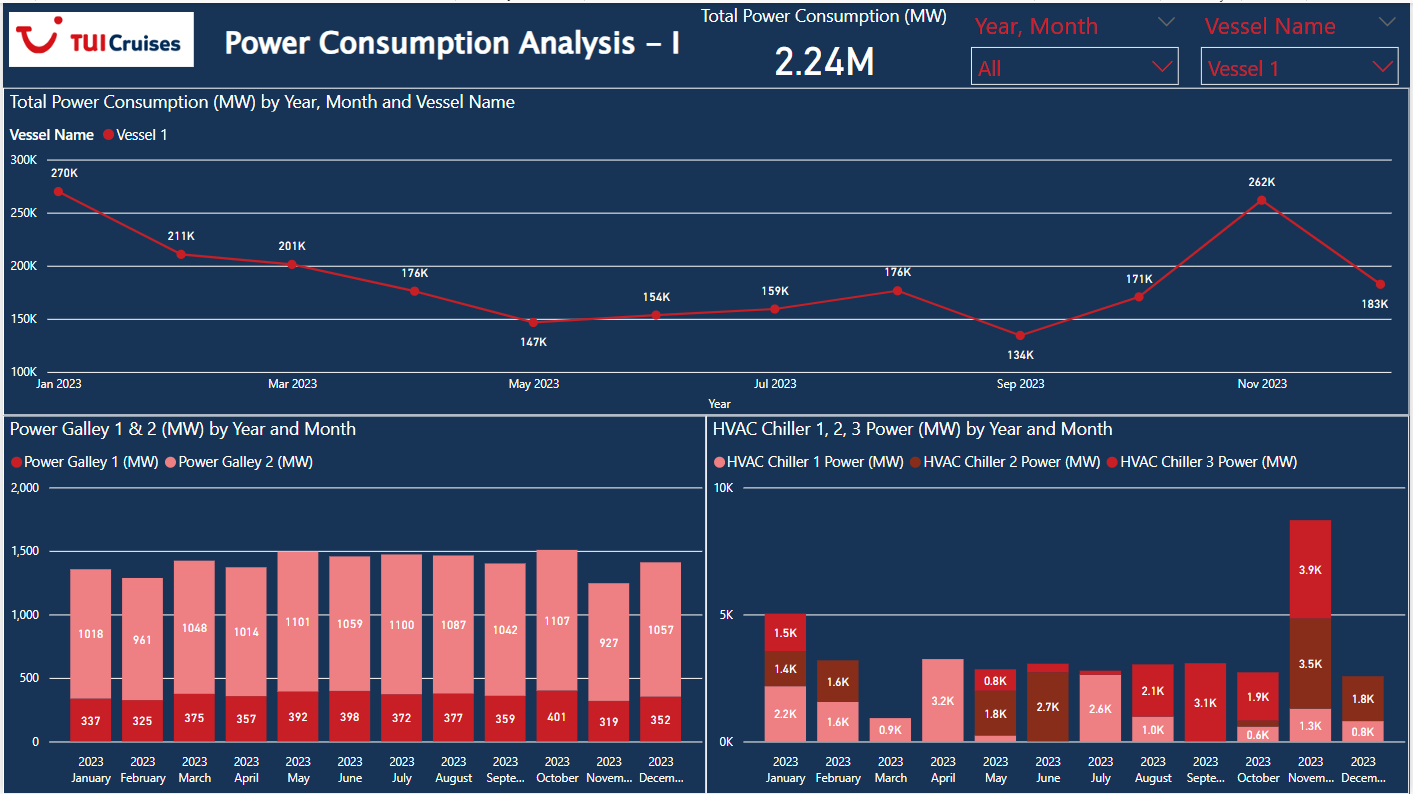 TUI Cruises
Power Consumption Analysis – I
Total Power Consumption (MW)
2.24M
Year, Month
All
Vessel Name
Vessel 1
Total Power Consumption (MW) by Year, Month and Vessel Name
Vessel Name Vessel 1
300K
250K
200K
150K
100K
270K
211K
201K
176K
147K
154K
159K
176K
134K
171K
262K
183K
Jan 2023 Mar 2023 May 2023 Jul 2023 Sep 2023 Nov 2023
Year
Power Galley 1 & 2 (MW) by Year and Month
Power Galley 1 (MW) Power Galley 2 (MW)
2,000
1,500
1,000
500
0
1018 961 1048 1014 1101 1059 1100 1087 1042 1107 927 1057
337 325 375 357 392 398 372 377 359 401 319 352
2023 2023 2023 2023 2023 2023 2023 2023 2023 2023 2023 2023
January February March April May June July August Septe... October Novem... Decem...
HVAC Chiller 1, 2, 3 Power (MW) by Year and Month
HVAC Chiller 1 Power (MW) HVAC Chiller 2 Power (MW) HVAC Chiller 3 Power (MW)
10K
5K
0K
1.5K
1.4K
2.2K
1.6K
1.6K
0.9K
3.2K
0.8K
1.8K
2.7K
2.6K
2.1K
1.0K
3.1K
1.9K
0.6K
3.9K
3.5K
1.3K
1.8K
0.8K
2023 2023 2023 2023 2023 2023 2023 2023 2023 2023 2023 2023
January February March April May June July August Septe... October Novem... Decem...